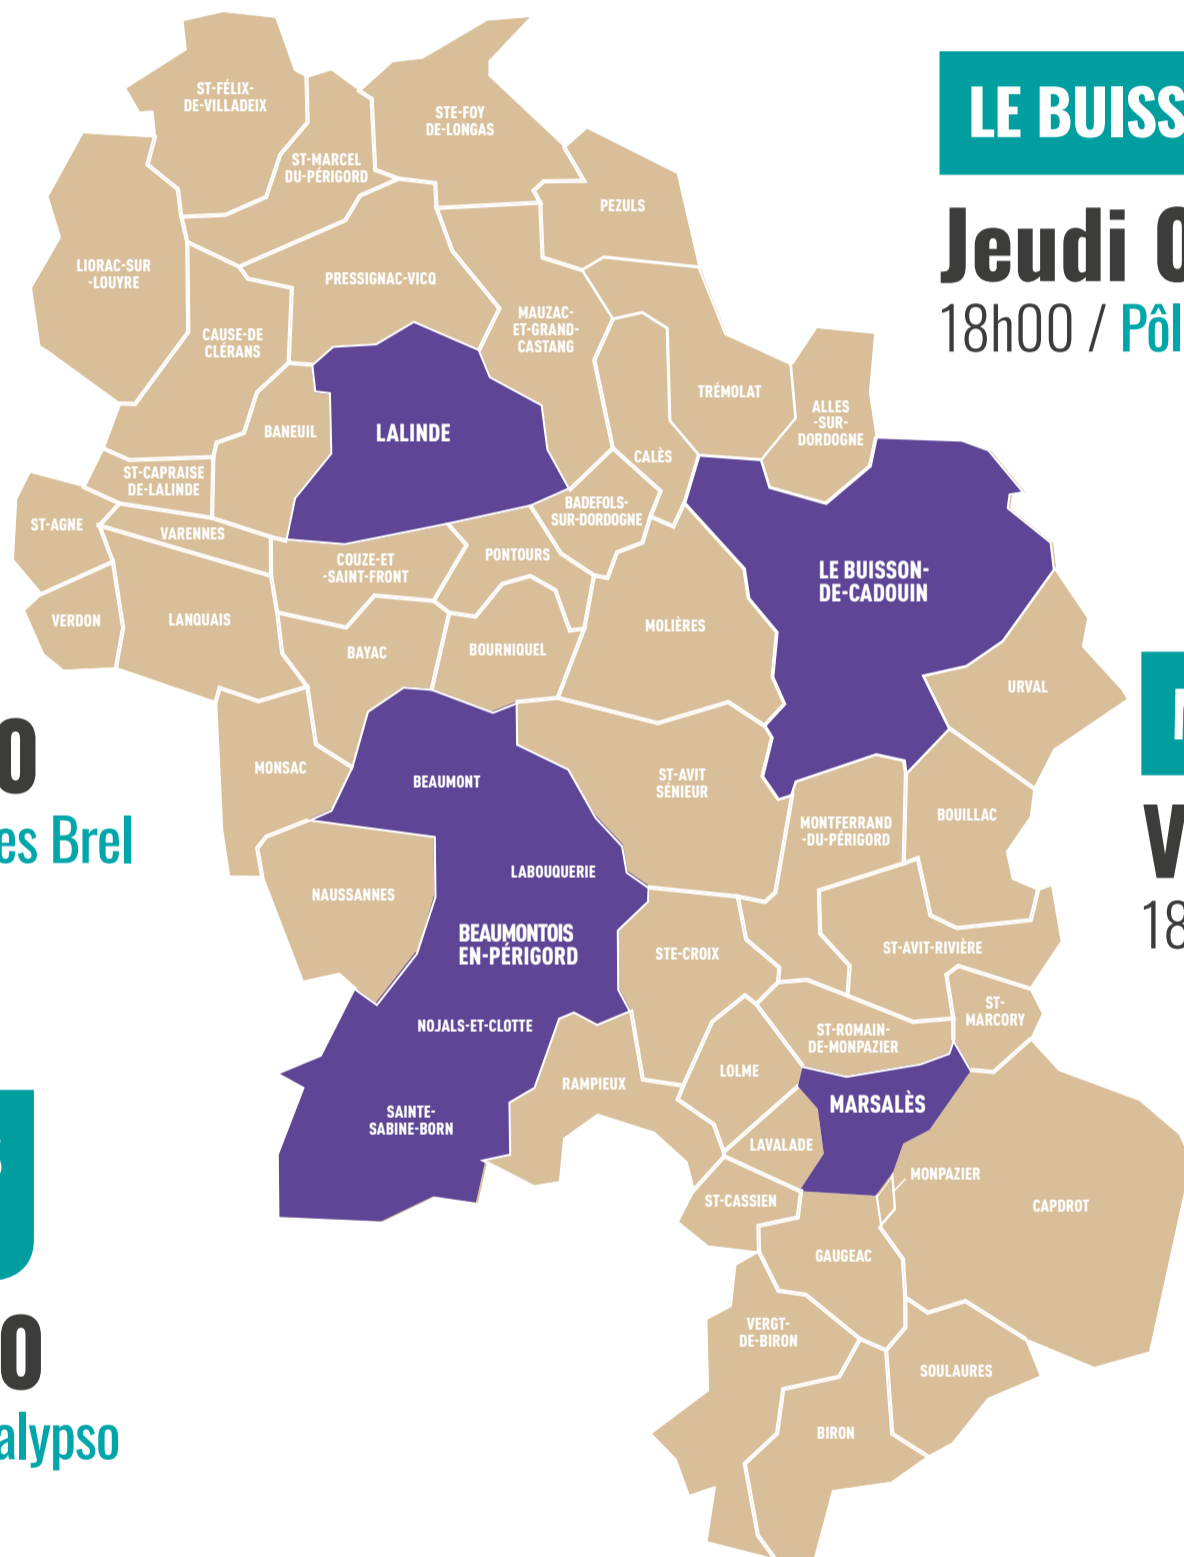 ST-FÉLIX-
DE-VILLADEIX
STE-FOY
DE-LONGAS
ST-MARCEL
DU-PÉRIGORD
PEZULS
LIORAC-SUR
-LOUYRE
PRESSIGNAC-VICQ
MAUZAC-
ET-GRAND-
CASTANG
CAUSE-DE
CLÉRANS
TRÉMOLAT
ALLES
-SUR-
DORDOGNE
BANEUIL
LALINDE
CALÈS
ST-CAPRAISE
DE-LALINDE
BADEFOLS-
SUR-DORDOGNE
ST-AGNE
VARENNES
COUZE-ET
-SAINT-FRONT
PONTOURS
LE BUISSON-
DE-CADOUIN
VERDON
LANQUAIS
MOLIÈRES
BAYAC
BOURNIQUEL
URVAL
MONSAC
BEAUMONT
ST-AVIT
SÉNIEUR
MONTFERRAND
-DU-PÉRIGORD
BOUILLAC
LABOUQUERIE
NAUSSANNES
BEAUMONTOIS
EN-PÉRIGORD
STE-CROIX
ST-AVIT-RIVIÈRE
NOJALS-ET-CLOTTE
ST-
MARCORY
ST-ROMAIN-
DE-MONPAZIER
LOLME
RAMPIEUX
SAINTE-
SABINE-BORN
MARSALÈS
LAVALADE
MONPAZIER
ST-CASSIEN
CAPDROT
GAUGEAC
VERGT-
DE-BIRON
SOULAURES
BIRON
LE BUISS
Jeudi 0
18h00 / Pôl
V
18
0
es Brel
0
alypso